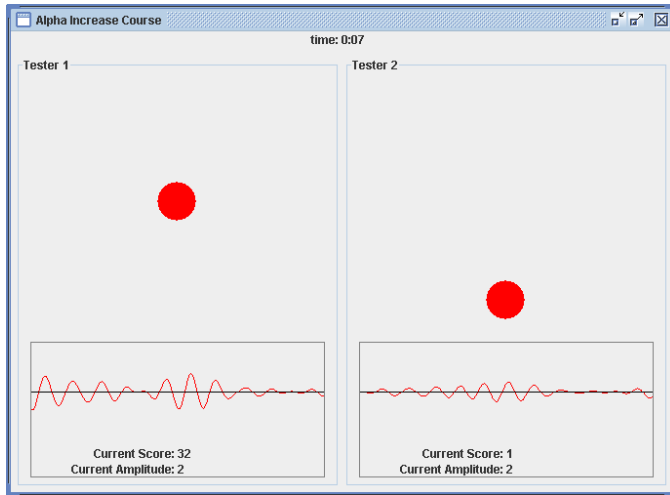 Alpha Increase Course
time: 0:07
Tester 1
Current Score: 32
Current Amplitude: 2
Tester 2
Current Score: 1
Current Amplitude: 2